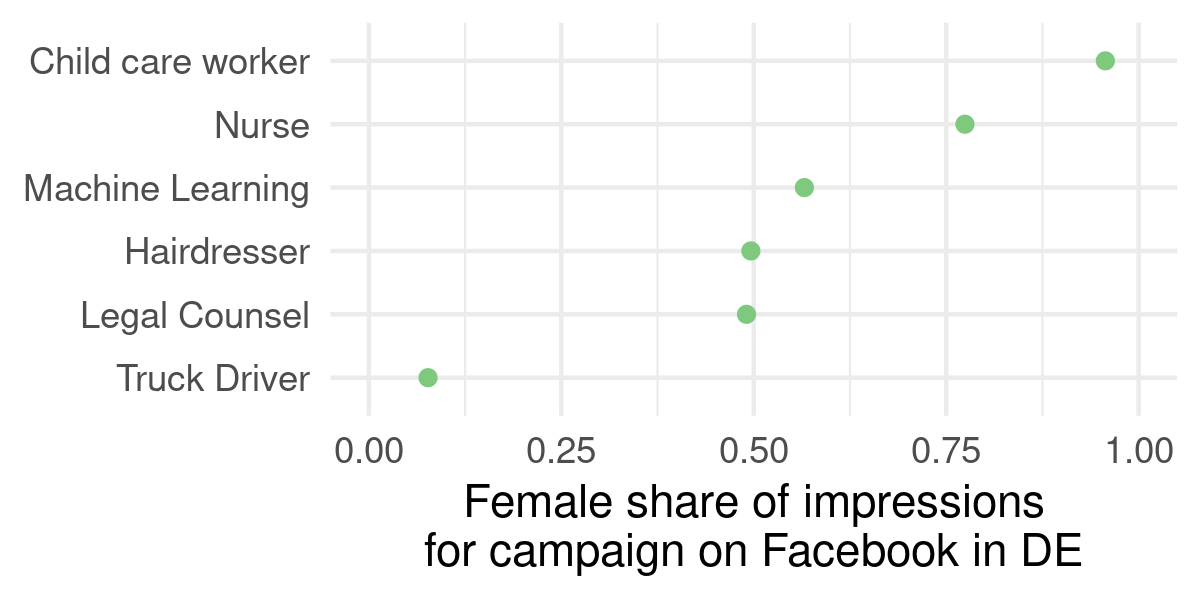 Child care worker
Nurse
Machine Learning
Hairdresser
Legal Counsel
Truck Driver
0.00 0.25 0.50 0.75 1.00
Female share of impressions
for campaign on Facebook in DE